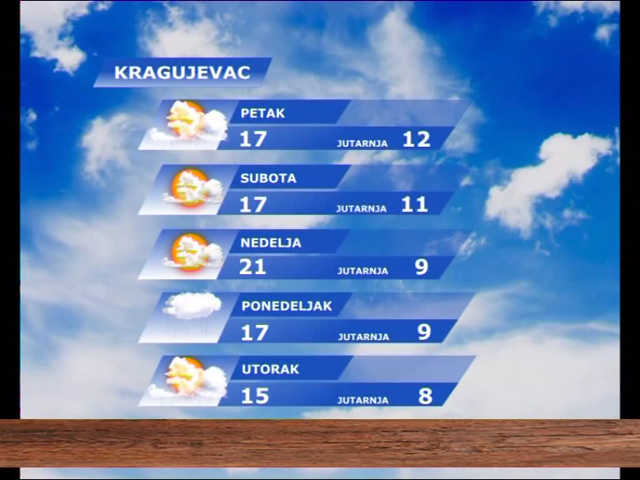 KRAGUJEVAC
PETAK
17 JUTARNJA 12
SUBOTA
17 JUTARNJA 11
NEDELJA
21 JUTARNJA 9
PONEDELJAK
17 JUTARNJA 9
UTORAK
15 JUTARNJA 8